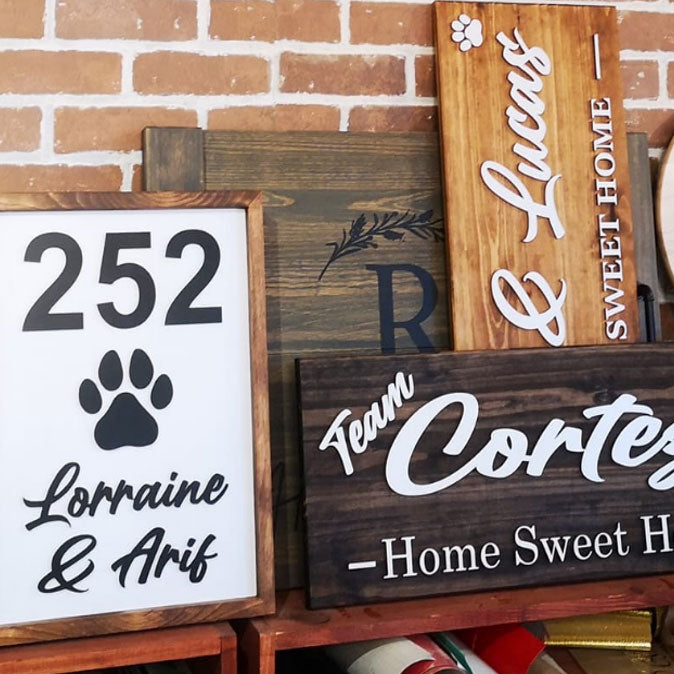 252
Lorraine
& Arif
R
& Lucas
SWEET HOME
Team
Cortez
Home Sweet H